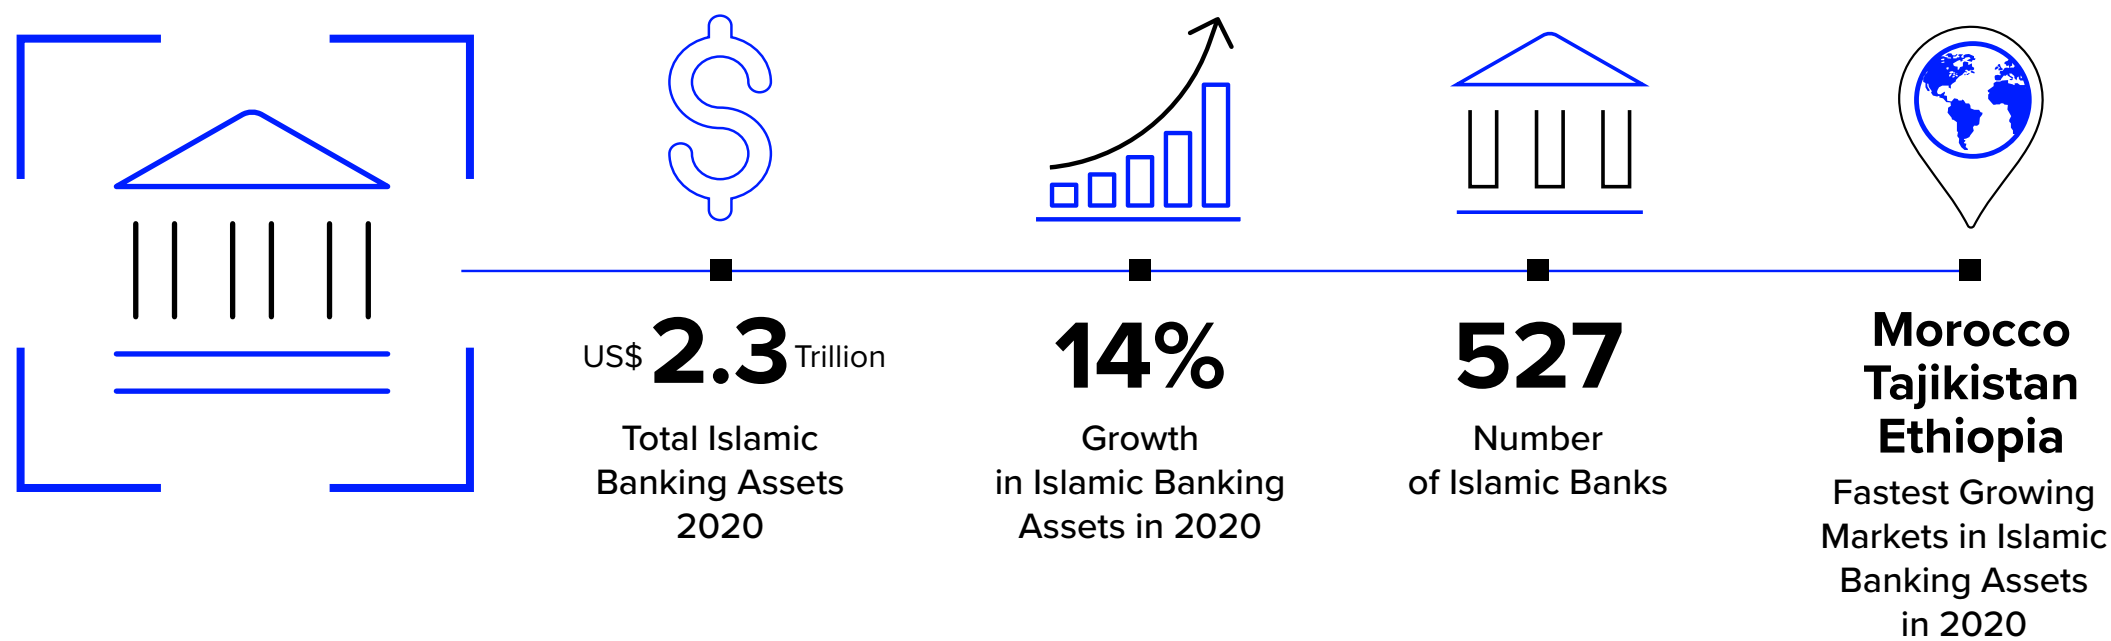 US$ 2.3 Trillion
Total Islamic
Banking Assets
2020
14%
Growth
in Islamic Banking
Assets in 2020
527
Number
of Islamic Banks
Morocco
Tajikistan
Ethiopia
Fastest Growing
Markets in Islamic
Banking Assets
in 2020